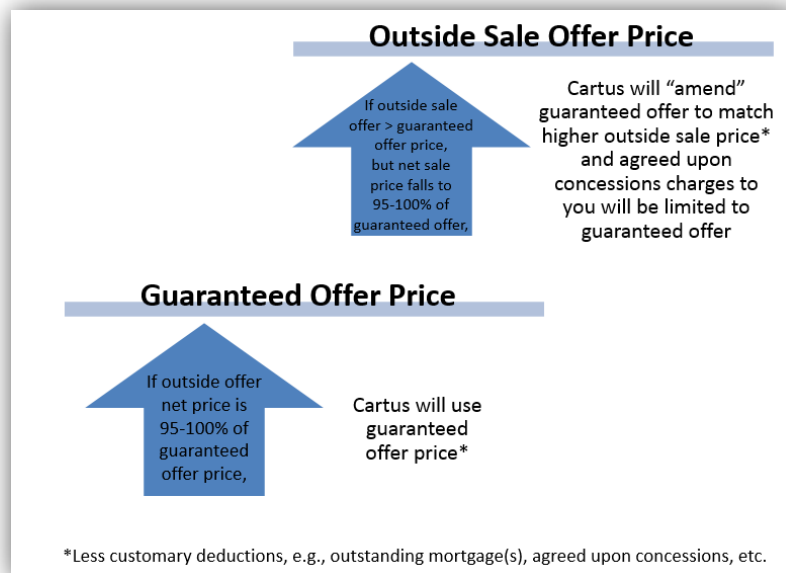 Outside Sale Offer Price
If outside sale
offer > guaranteed
offer price,
but net sale
price falls to
95-100% of
guaranteed offer,
Cartus will “amend”
guaranteed offer to match
higher outside sale price*
and agreed upon
concessions charges to
you will be limited to
guaranteed offer
Guaranteed Offer Price
If outside offer
net price is
95-100% of
guaranteed
offer price,
Cartus will use
guaranteed
offer price*
*Less customary deductions, e.g., outstanding mortgage(s), agreed upon concessions, etc.